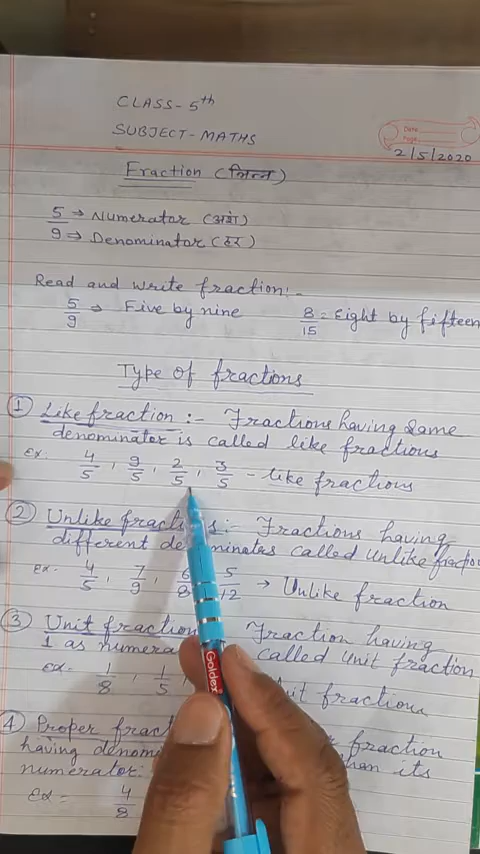 CLASS-5th
SUBJECT-MATHS
Date
Page
2/5/2020
Fraction (भिन्न)
5 → Numerator (अंश)
9 → Denominator (हर)
Read and write fraction:-
5/9 → Five by nine 8/15 = Eight by fifteen
Type of fractions
① Like fraction :- Fractions having same
denominator is called like fractions
Ex. 4/5, 9/5, 2/5, 3/5 - like fractions
② Unlike fractions:- Fractions having
different called unlike
ex. 4/5, 7/9, 6/8 5/12 → Unlike fraction
③ Unit fraction Fraction having
1 as called unit fraction
ex. 1/8, 1/5, fractions
④ Proper fraction
having than its
numerator:
Ex = 4/8
Goldex